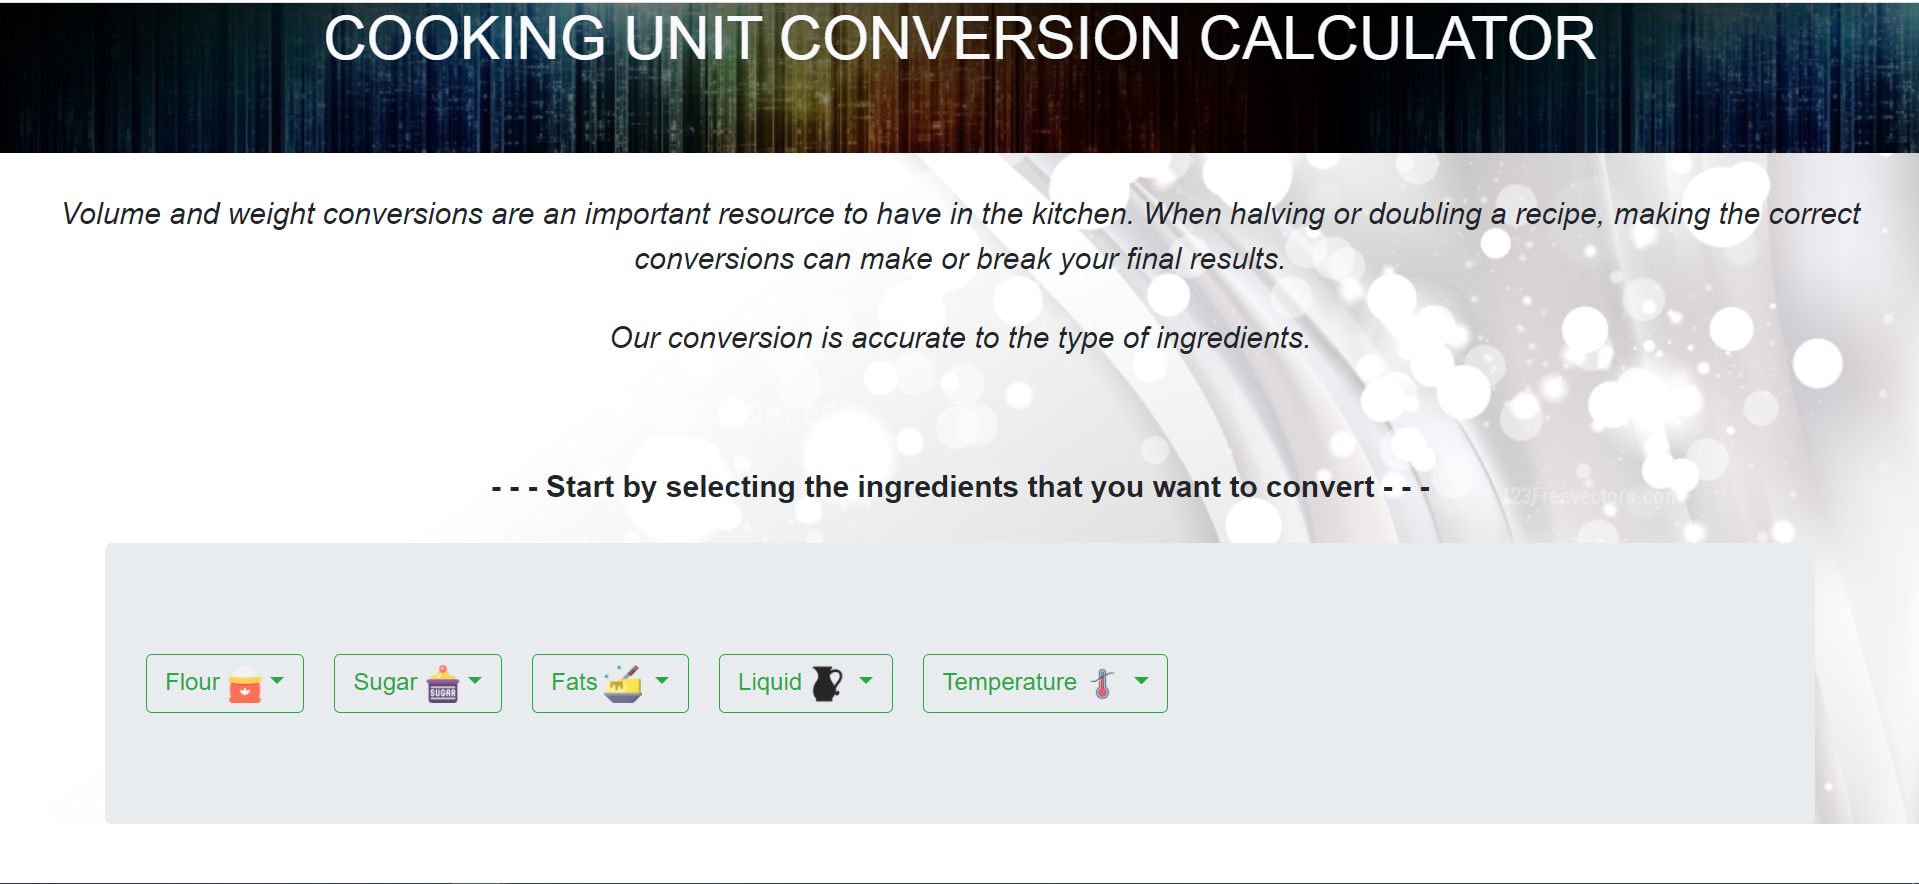 COOKING UNIT CONVERSION CALCULATOR
Volume and weight conversions are an important resource to have in the kitchen. When halving or doubling a recipe, making the correct
conversions can make or break your final results.
Our conversion is accurate to the type of ingredients.
- - - Start by selecting the ingredients that you want to convert - - -
123Freevectors.com
Flour
Sugar
SUGAR
Fats
Liquid
Temperature